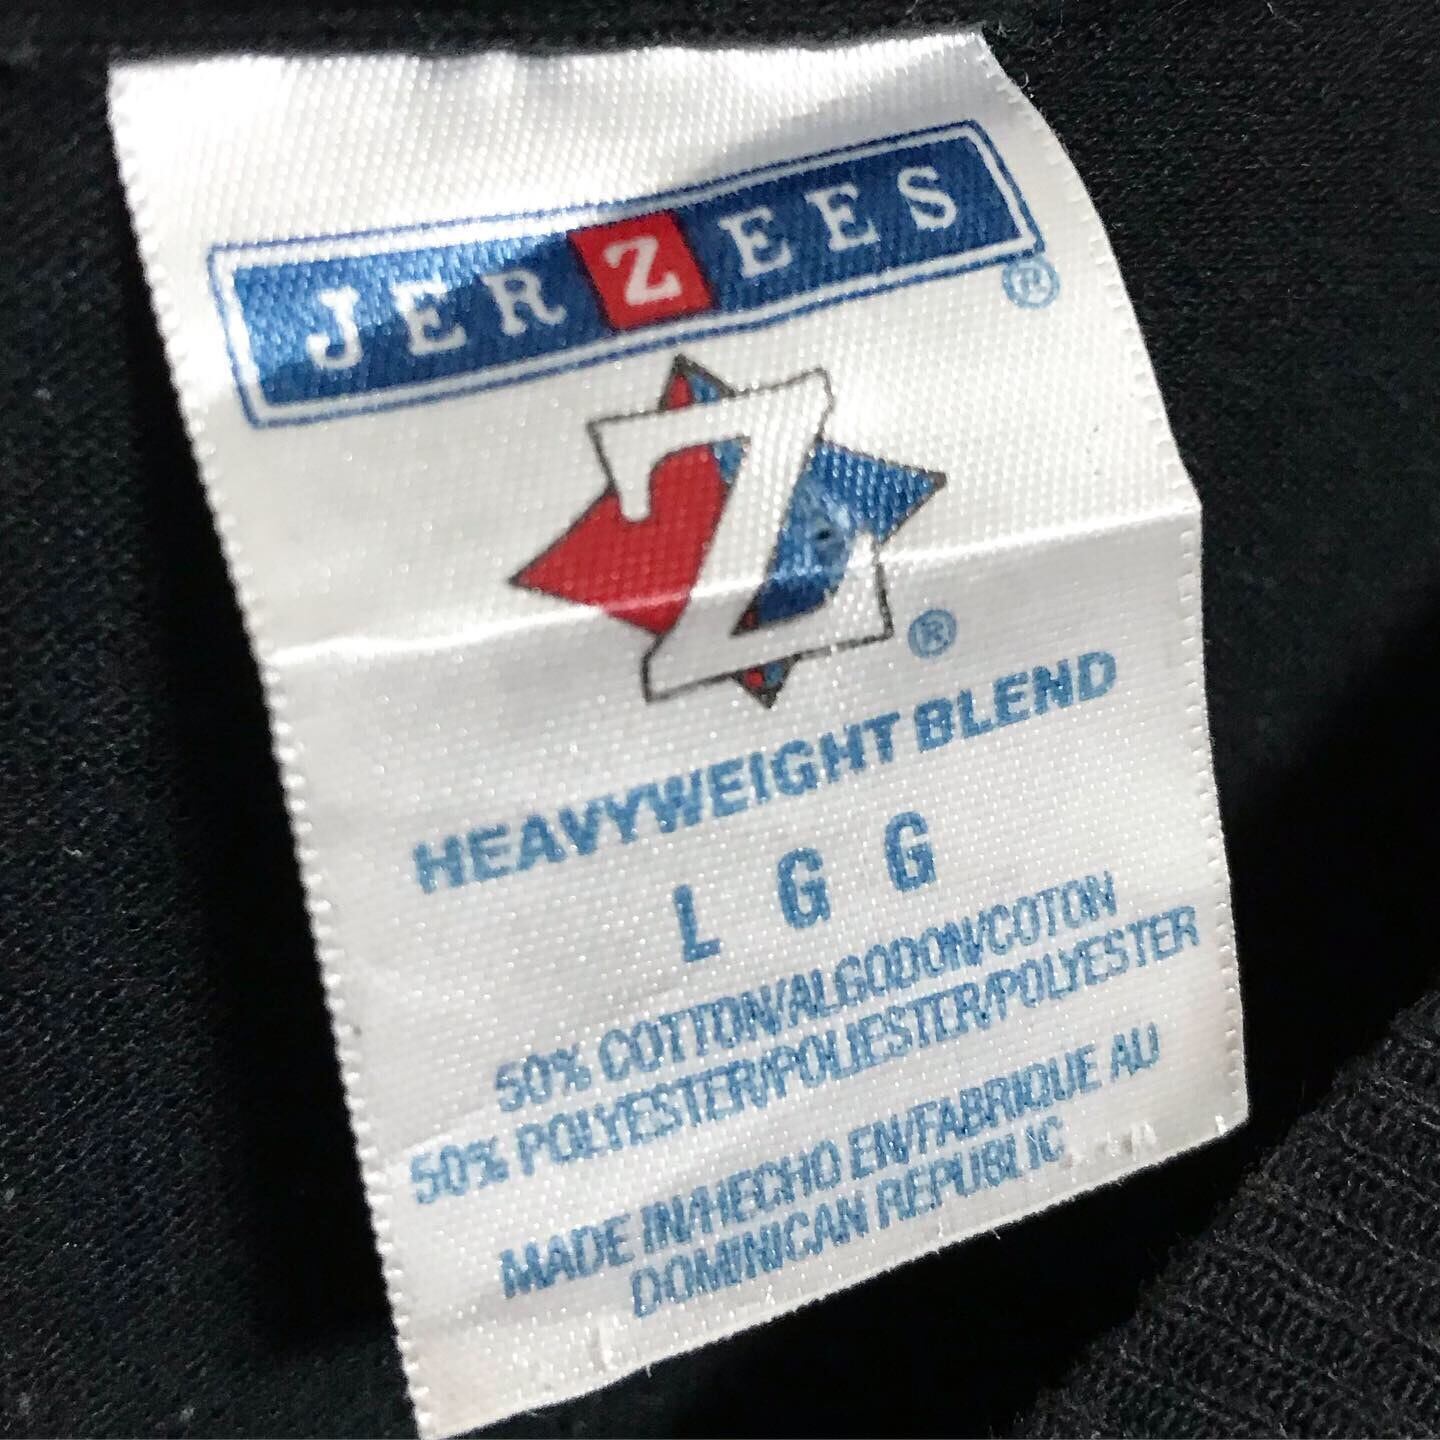 JERZEES®
Z®
HEAVYWEIGHT BLEND
L G G
50% COTTON/ALGODON/COTON
50% POLYESTER/POLIESTER/POLYESTER
MADE IN/HECHO EN/FABRIQUE AU
DOMINICAN REPUBLIC